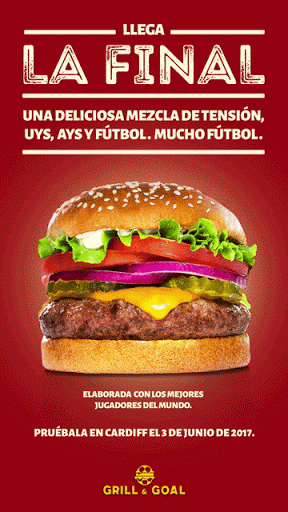 LLEGA
LA FINAL
UNA DELICIOSA MEZCLA DE TENSIÓN,
UYS, AYS Y FÚTBOL. MUCHO FÚTBOL.
ELABORADA CON LOS MEJORES
JUGADORES DEL MUNDO.
PRUÉBALA EN CARDIFF EL 3 DE JUNIO DE 2017.
GRILL & GOAL